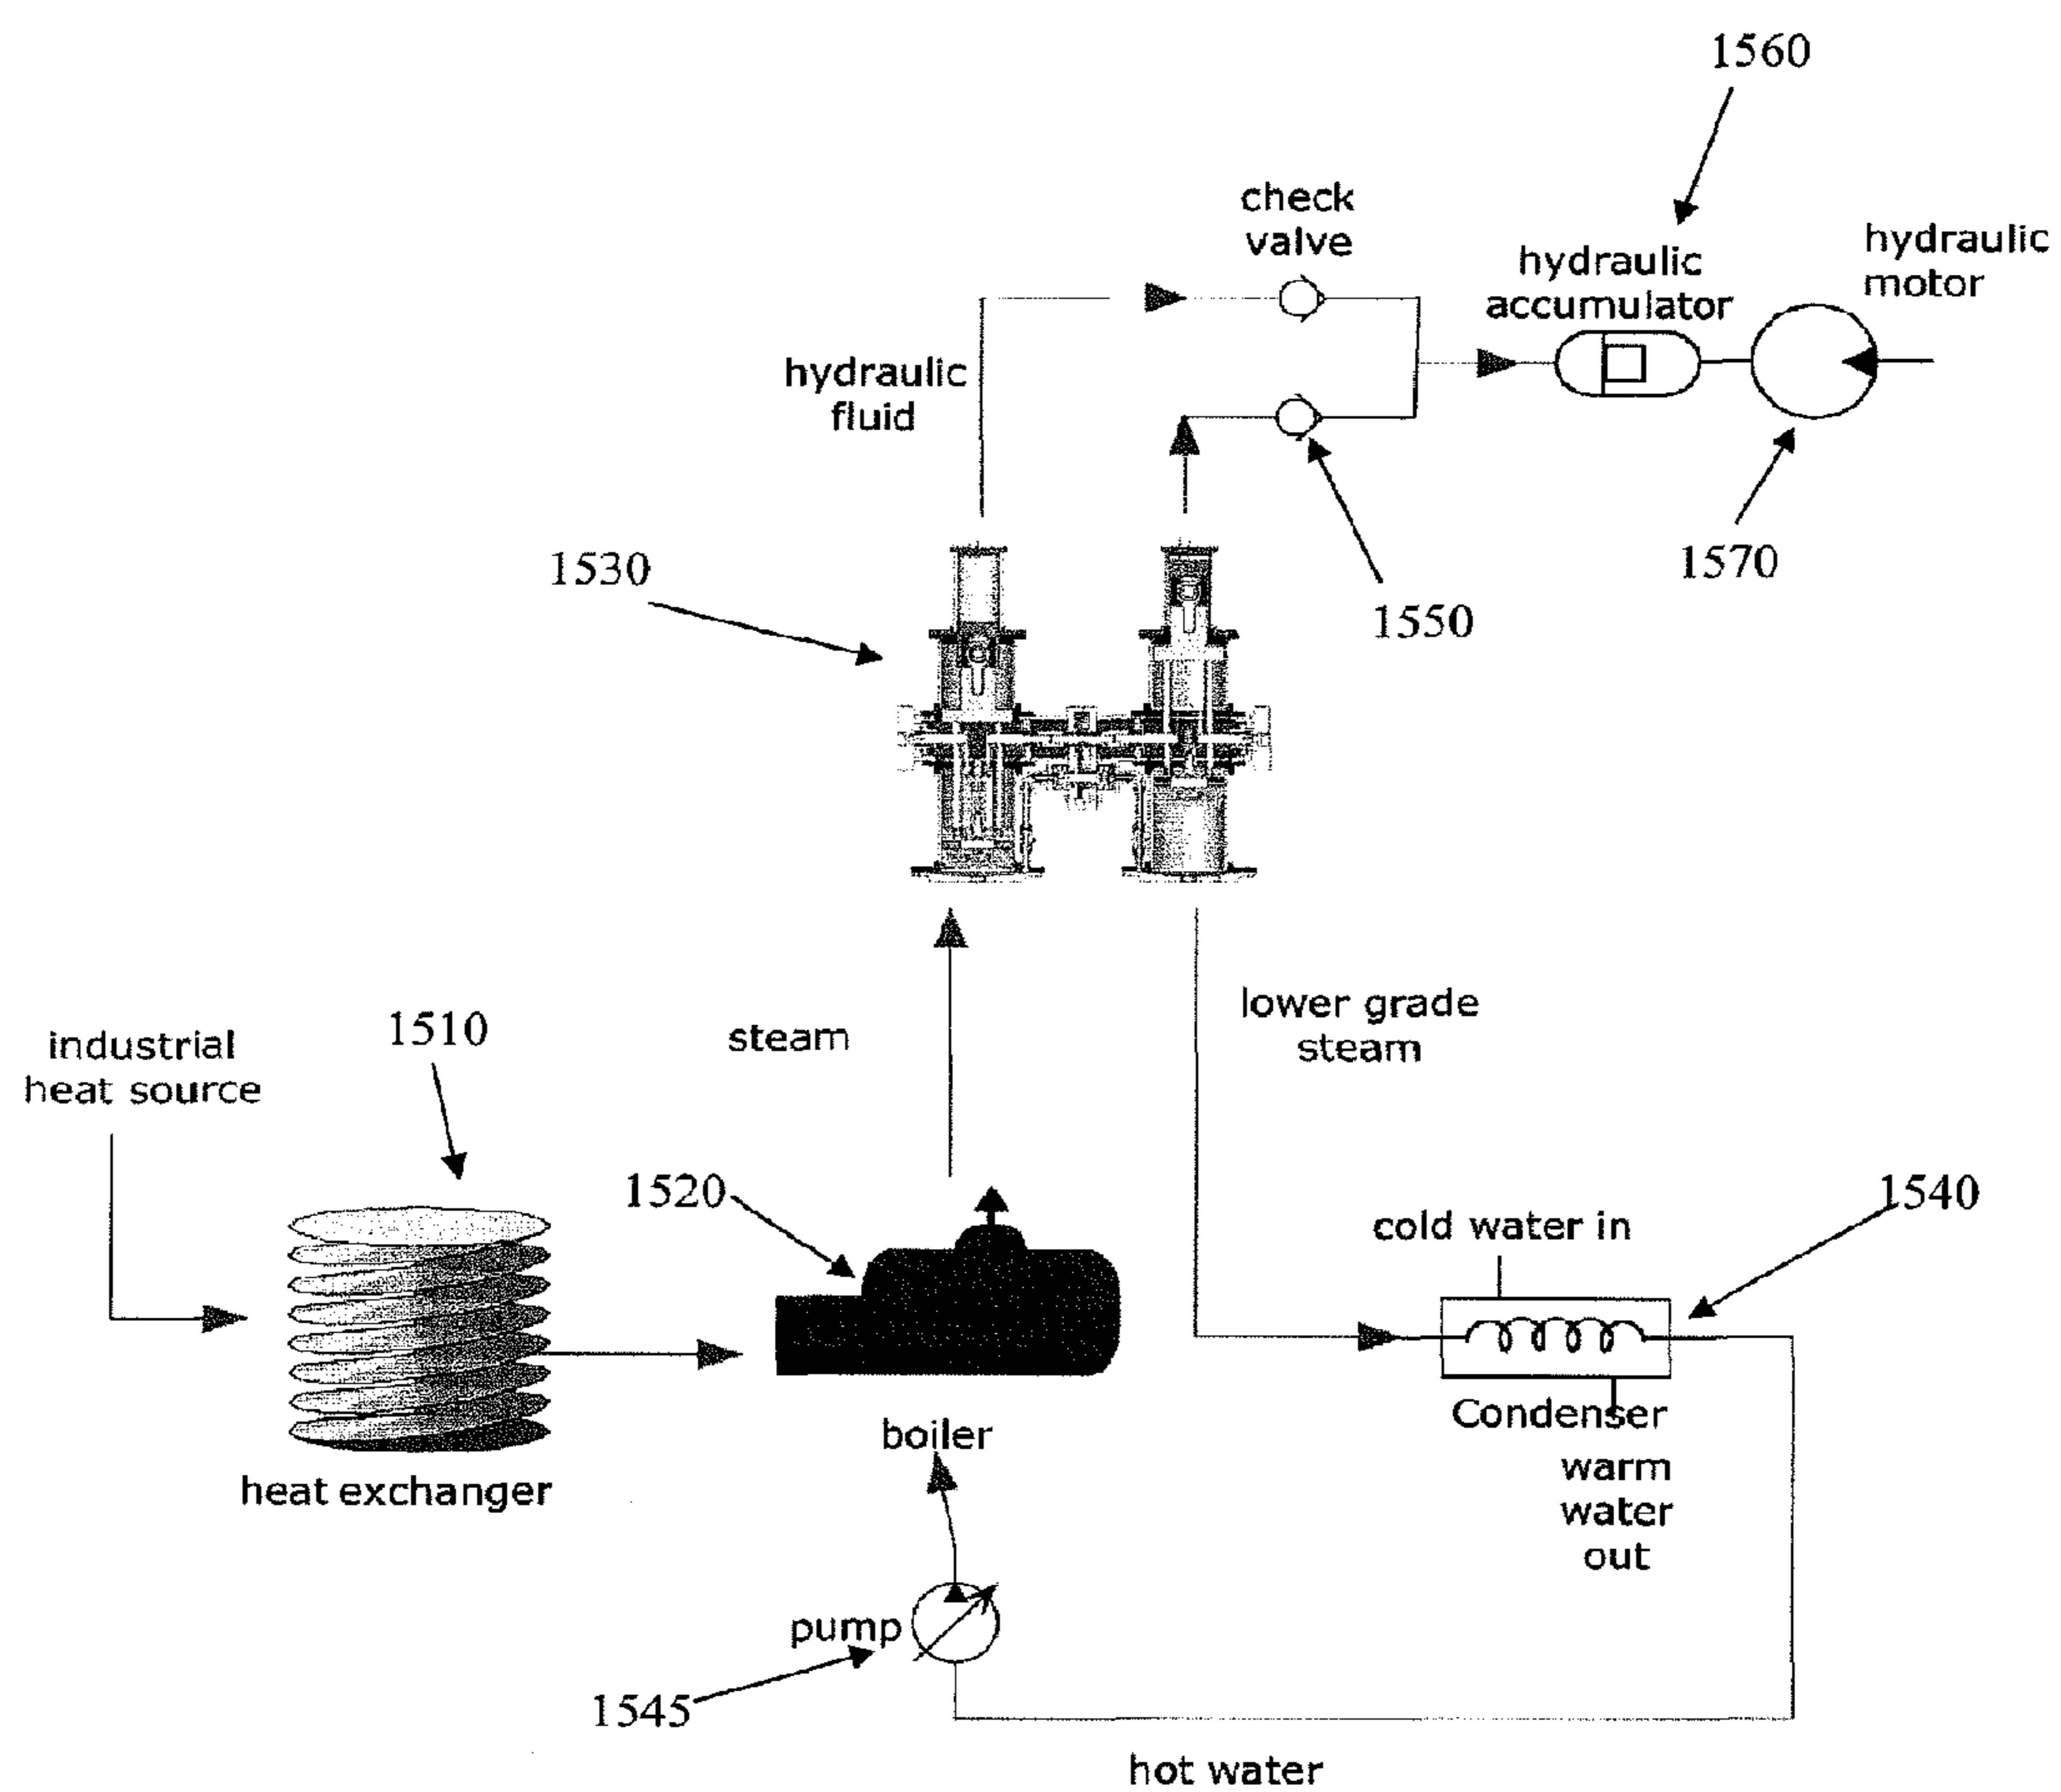 1560
check
valve
hydraulic
motor
hydraulic
accumulator
hydraulic
fluid
1530
1550
1570
industrial
heat source
1510
steam
lower grade
steam
1520
1540
cold water in
Condenser
boiler
heat exchanger
warm
water
out
pump
1545
hot water